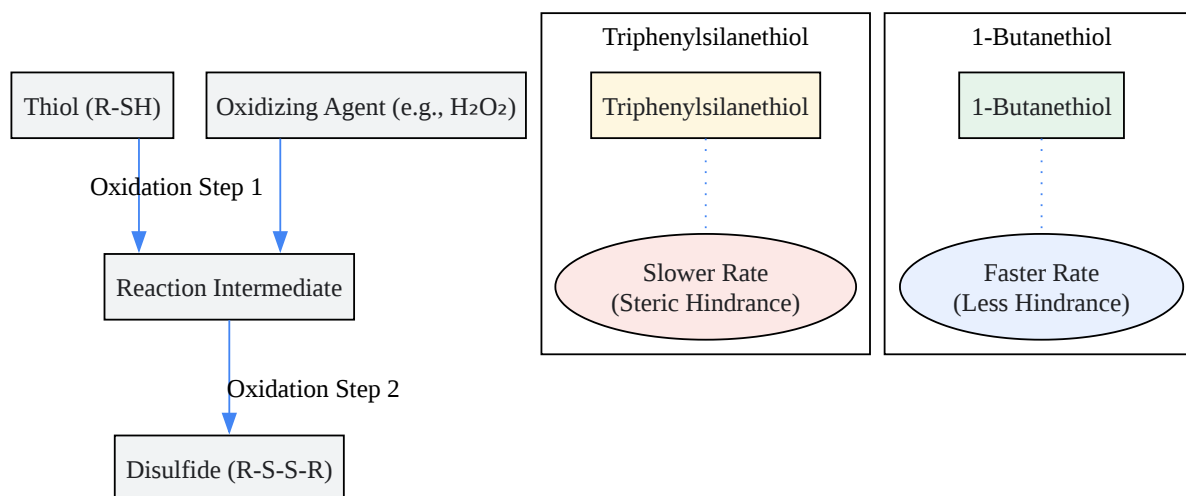 Thiol (R-SH)
Oxidizing Agent (e.g., H₂O₂)
Oxidation Step 1
Reaction Intermediate
Oxidation Step 2
Disulfide (R-S-S-R)
Triphenylsilanethiol
Triphenylsilanethiol
Slower Rate
(Steric Hindrance)
1-Butanethiol
1-Butanethiol
Faster Rate
(Less Hindrance)